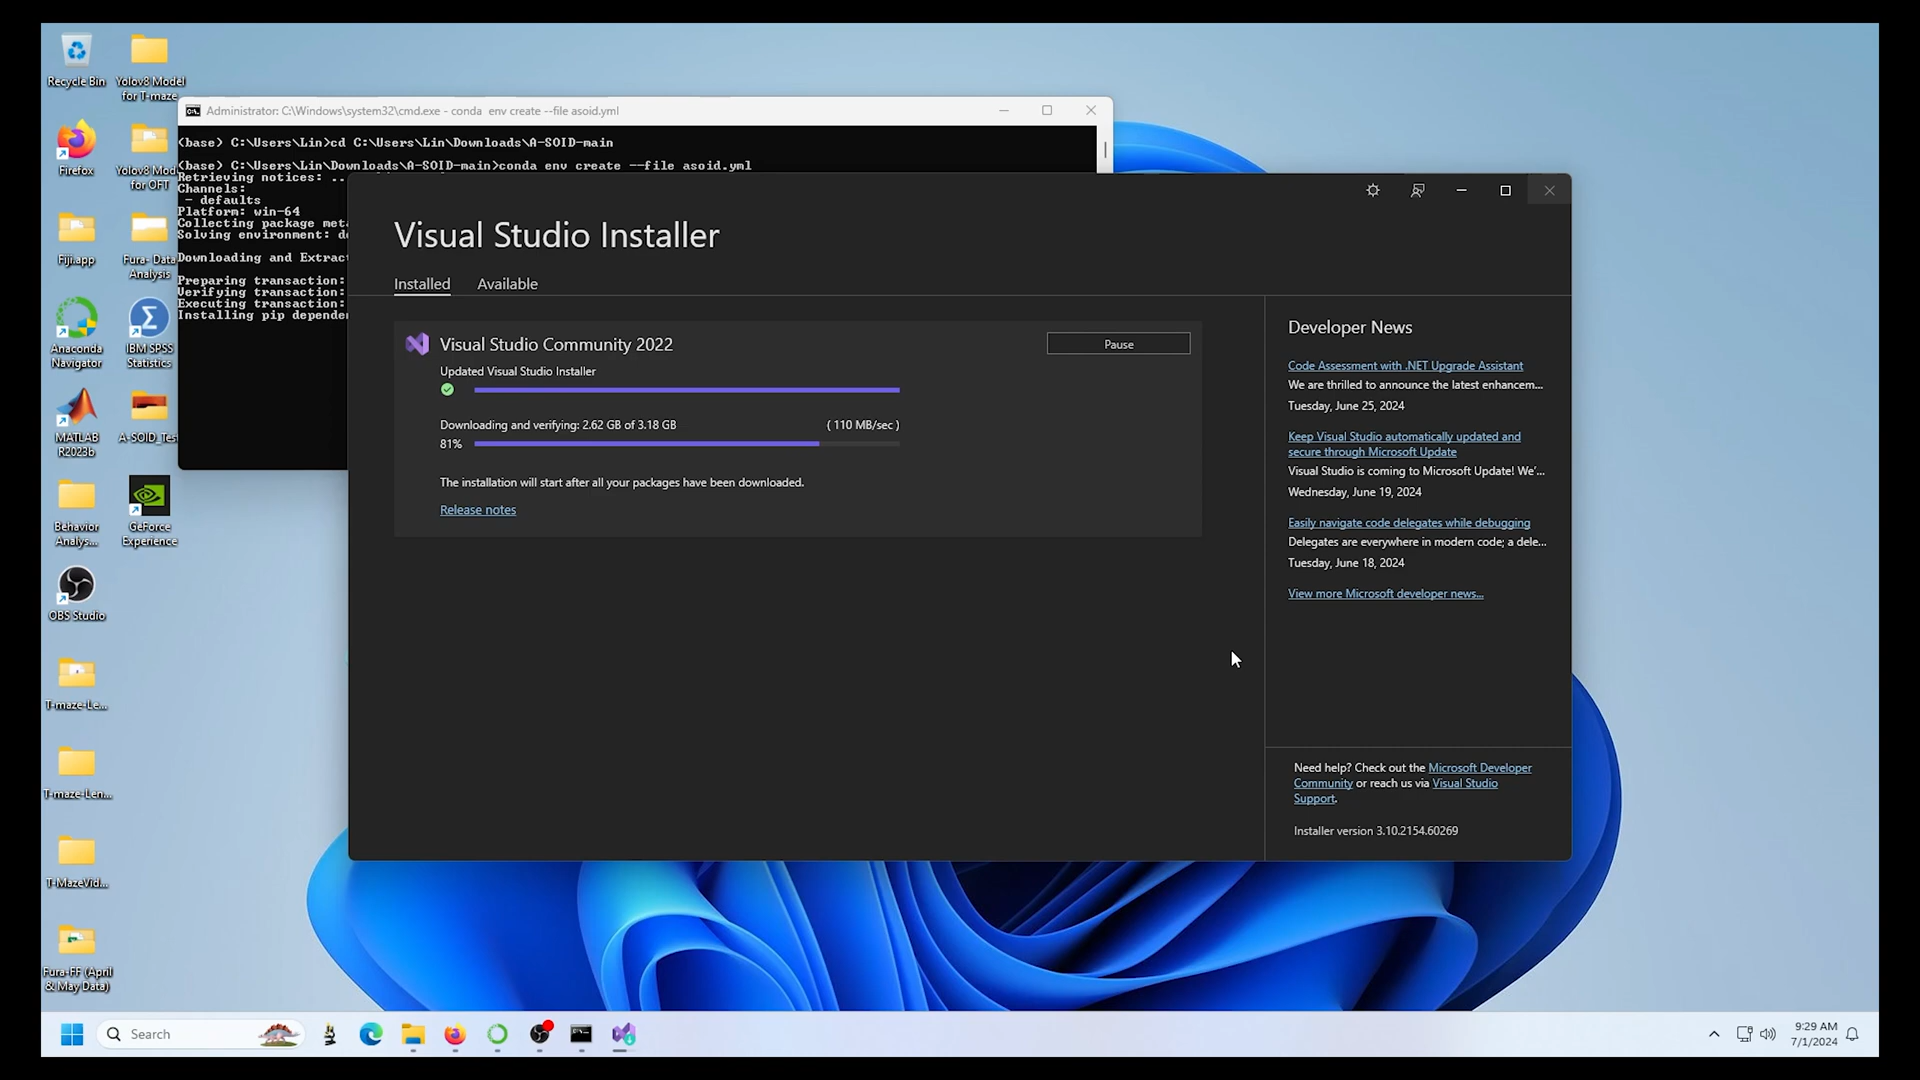 Recycle Bin
Yolov8 Model
for T-maze
Firefox
Yolov8 Mod
for OFT
Fiji.app
Fura- Data
Analysis
Anaconda
Navigator
IBM SPSS
Statistics
MATLAB
R2023b
A-SOID_Tes
Behavior
Analys...
GeForce
Experience
OBS Studio
T-maze-Le...
T-maze-Len...
T-MazeVid...
Fura-FF (April
& May Data)
Administrator: C:\Windows\system32\cmd.exe - conda env create --file asoid.yml
(base) C:\Users\Lin>cd C:\Users\Lin\Downloads\A-SOID-main
(base) C:\Users\Lin\Downloads\A-SOID-main>conda env create --file asoid.yml
Retrieving notices: ..
Channels:
- defaults
Platform: win-64
Collecting package meta
Solving environment: d
Downloading and Extract
Preparing transaction:
Verifying transaction:
Executing transaction:
Installing pip depende
Visual Studio Installer
Installed
Available
Visual Studio Community 2022
Pause
Updated Visual Studio Installer
Downloading and verifying: 2.62 GB of 3.18 GB
( 110 MB/sec )
81%
The installation will start after all your packages have been downloaded.
Release notes
Developer News
Code Assessment with .NET Upgrade Assistant
We are thrilled to announce the latest enhancem...
Tuesday, June 25, 2024
Keep Visual Studio automatically updated and
secure through Microsoft Update
Visual Studio is coming to Microsoft Update! We'...
Wednesday, June 19, 2024
Easily navigate code delegates while debugging
Delegates are everywhere in modern code; a dele...
Tuesday, June 18, 2024
View more Microsoft developer news...
Need help? Check out the Microsoft Developer
Community or reach us via Visual Studio
Support.
Installer version 3.10.2154.60269
Search
9:29 AM
7/1/2024